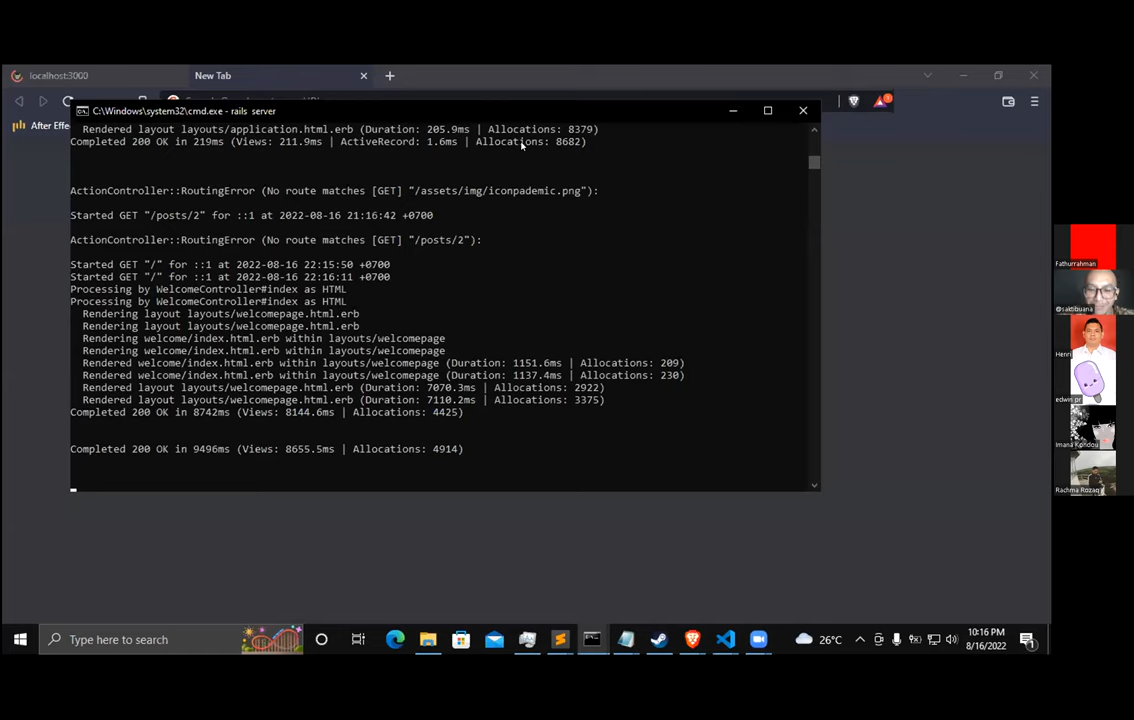 localhost:3000
New Tab
After Effe
C:\Windows\system32\cmd.exe - rails  server
Rendered layout layouts/application.html.erb (Duration: 205.9ms | Allocations: 8379)
Completed 200 OK in 219ms (Views: 211.9ms | ActiveRecord: 1.6ms | Allocations: 8682)
ActionController::RoutingError (No route matches [GET] "/assets/img/iconpademic.png"):
Started GET "/posts/2" for ::1 at 2022-08-16 21:16:42 +0700
ActionController::RoutingError (No route matches [GET] "/posts/2"):
Started GET "/" for ::1 at 2022-08-16 22:15:50 +0700
Started GET "/" for ::1 at 2022-08-16 22:16:11 +0700
Processing by WelcomeController#index as HTML
Processing by WelcomeController#index as HTML
Rendering layout layouts/welcomepage.html.erb
Rendering layout layouts/welcomepage.html.erb
Rendering welcome/index.html.erb within layouts/welcomepage
Rendering welcome/index.html.erb within layouts/welcomepage
Rendered welcome/index.html.erb within layouts/welcomepage (Duration: 1151.6ms | Allocations: 209)
Rendered welcome/index.html.erb within layouts/welcomepage (Duration: 1137.4ms | Allocations: 230)
Rendered layout layouts/welcomepage.html.erb (Duration: 7070.3ms | Allocations: 2922)
Rendered layout layouts/welcomepage.html.erb (Duration: 7110.2ms | Allocations: 3375)
Completed 200 OK in 8742ms (Views: 8144.6ms | Allocations: 4425)
Completed 200 OK in 9496ms (Views: 8655.5ms | Allocations: 4914)
Fathurrahman
@saktibuana
Henri
edwin pr
Imana Kondou
Rachma Rozaq
Type here to search
26°C
10:16 PM
8/16/2022
1